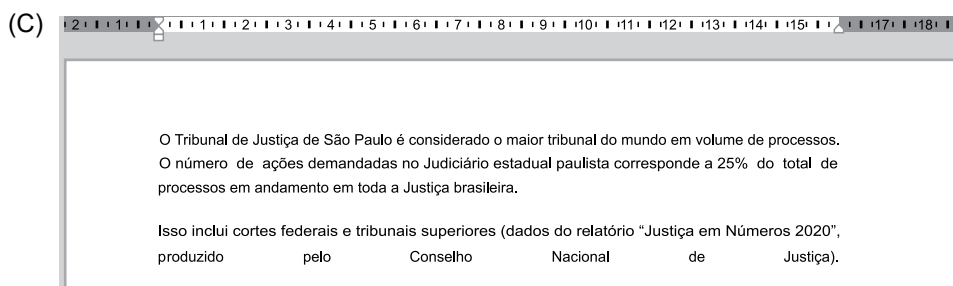 (C)
2 1 1 2 3 4 5 6 7 8 9 10 11 12 13 14 15 17 18
O Tribunal de Justiça de São Paulo é considerado o maior tribunal do mundo em volume de processos.
O número de ações demandadas no Judiciário estadual paulista corresponde a 25% do total de
processos em andamento em toda a Justiça brasileira.
Isso inclui cortes federais e tribunais superiores (dados do relatório “Justiça em Números 2020”,
produzido pelo Conselho Nacional de Justiça).